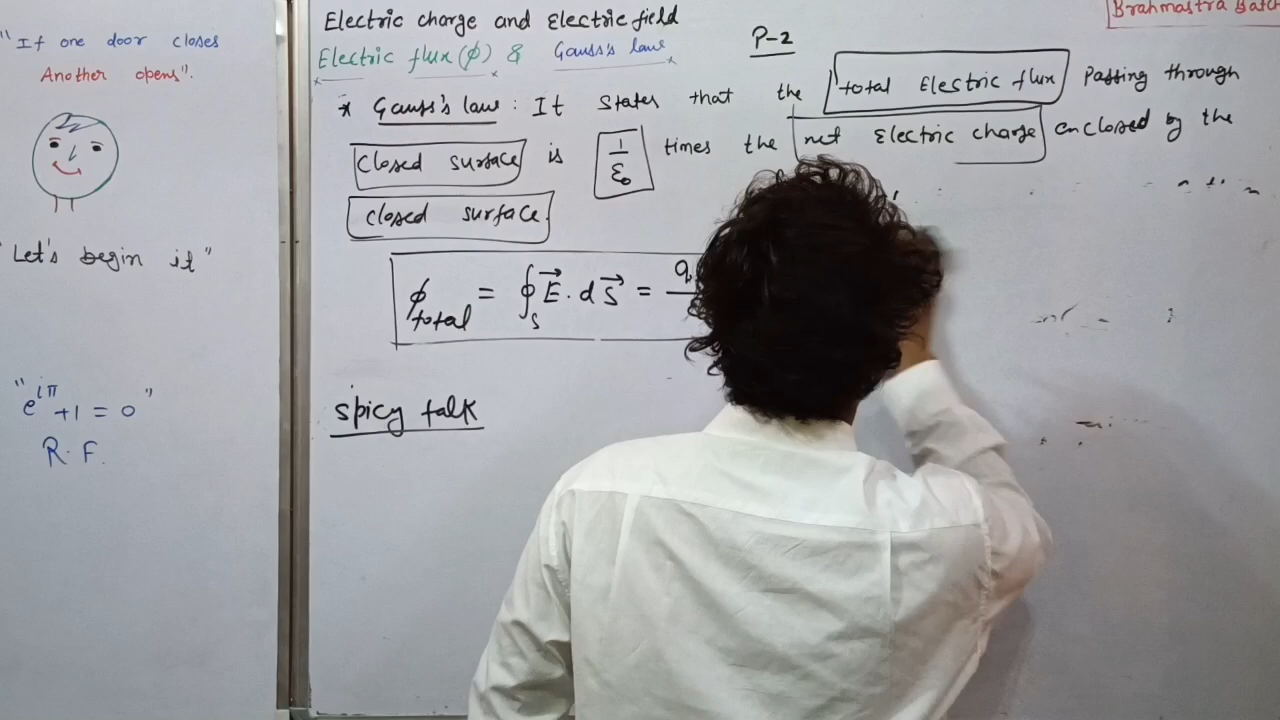 "If one door closes
Another opens".
"Let's begin it"
"e^{iπ} +1 = 0"
R. F.
Electric charge and Electric field
Brahmastra Batch
Electric flux(ϕ) & Gauss's law
P-2
* Gauss's law : It states that the total Electric flux passing through
closed surface is 1/ε₀ times the net Electric charge enclosed by the
closed surface.
ϕ_total = ∮_S E⃗ . dS⃗ = q
spicy talk